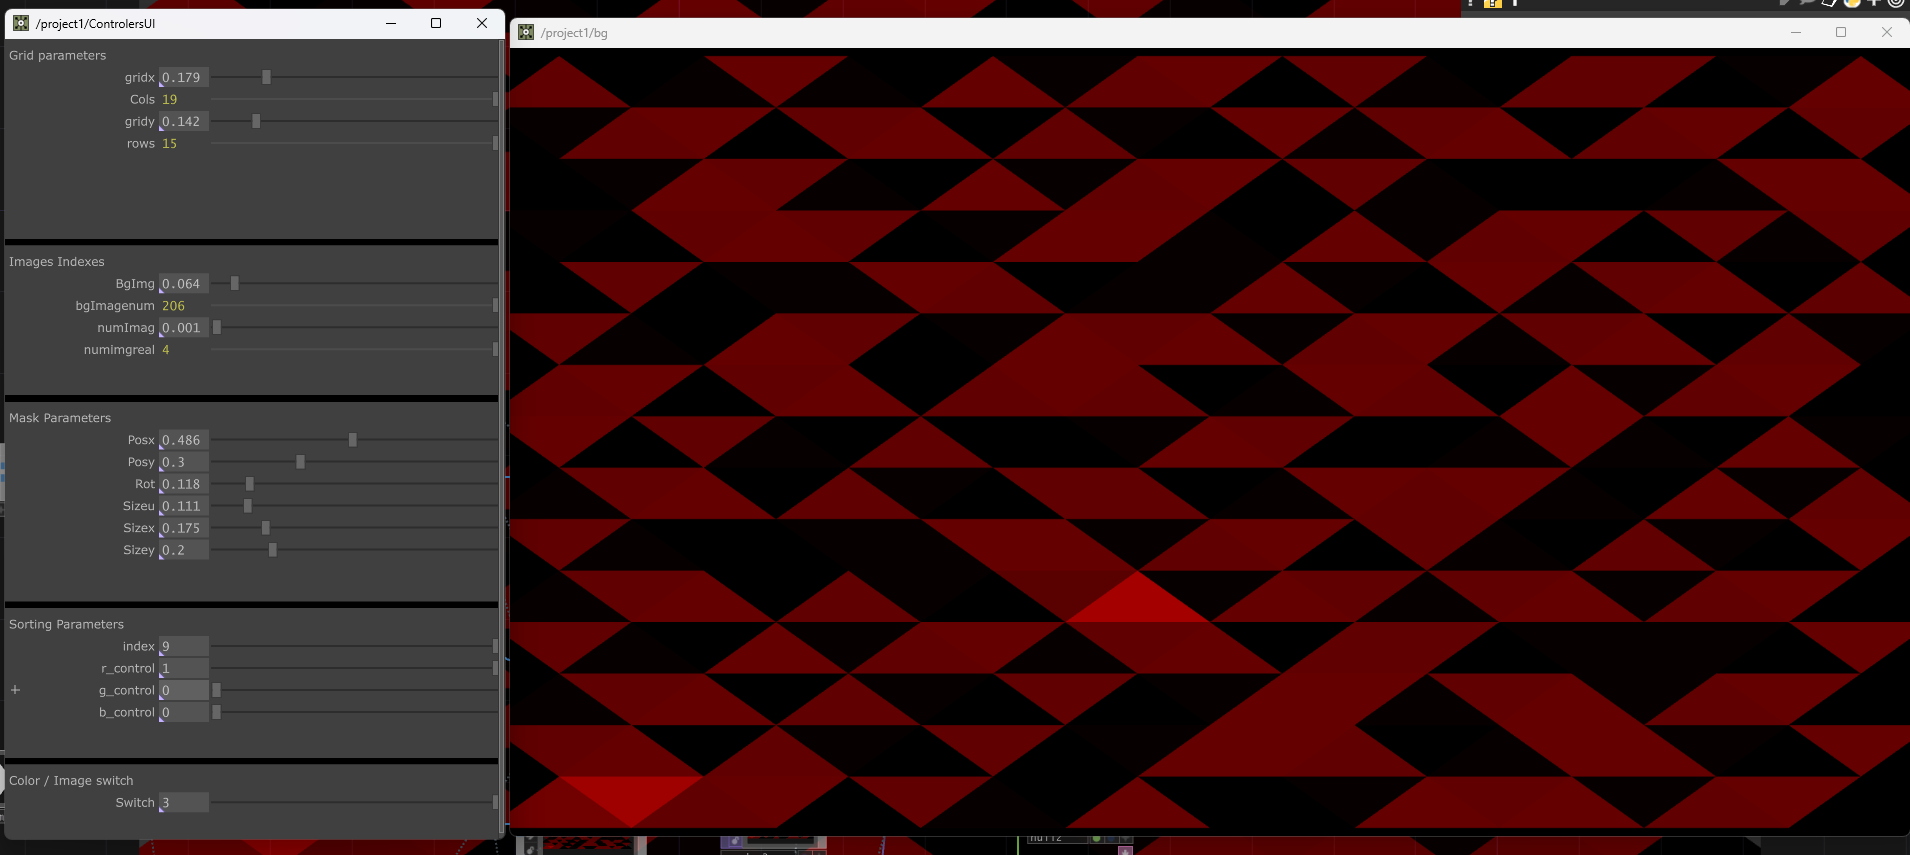 /project1/ControlersUI
Grid parameters
gridx 0.179
Cols 19
gridy 0.142
rows 15
Images Indexes
BgImg 0.064
bgImagenum 206
numImag 0.001
numimgreal 4
Mask Parameters
Posx 0.486
Posy 0.3
Rot 0.118
Sizeu 0.111
Sizex 0.175
Sizey 0.2
Sorting Parameters
index 9
r_control 1
+ g_control 0
b_control 0
Color / Image switch
Switch 3
/project1/bg